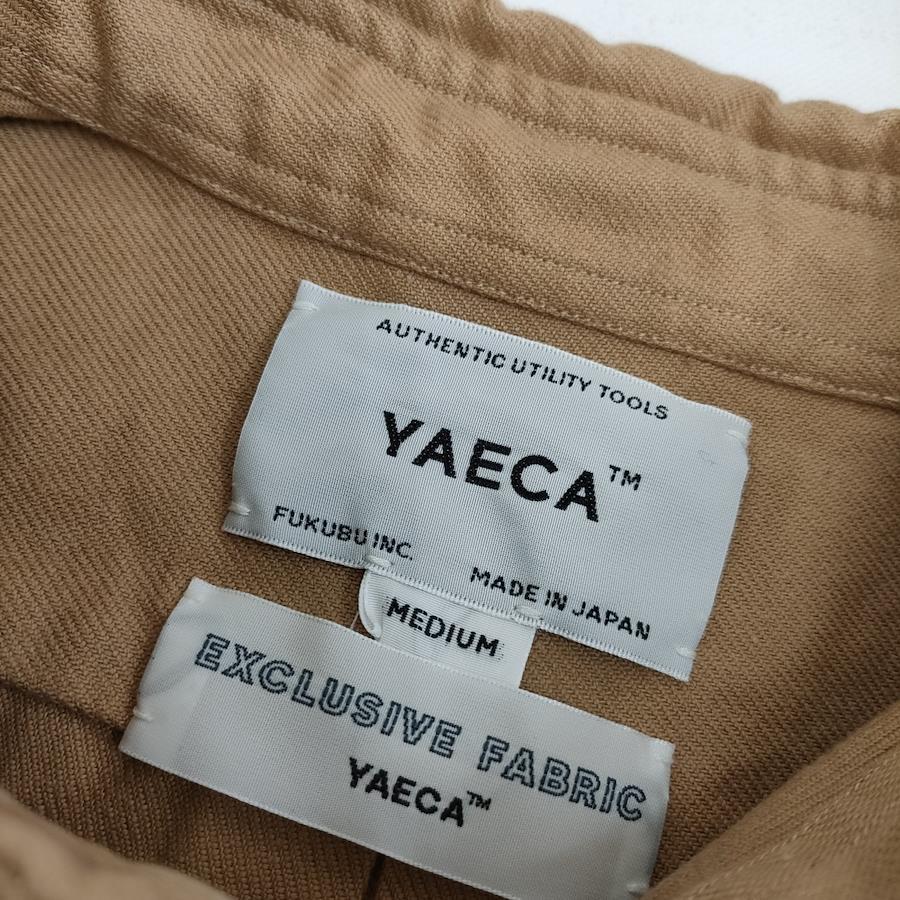 AUTHENTIC UTILITY TOOLS
YAECA™
FUKUBU INC.
MADE IN JAPAN
MEDIUM
EXCLUSIVE FABRIC
YAECA™